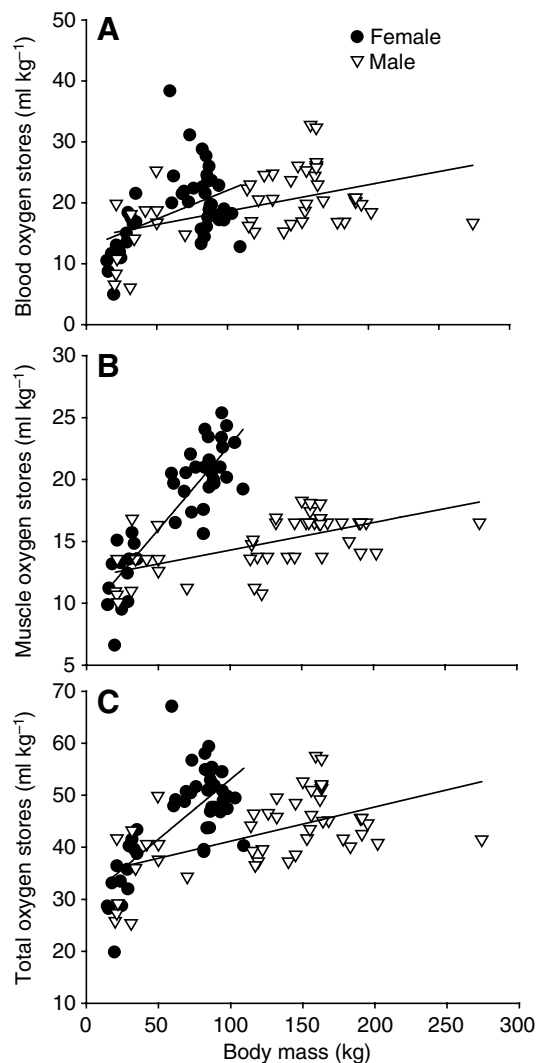 A
50
40
30
20
10
0
Blood oxygen stores (ml kg⁻¹)
Female
Male
B
30
25
20
15
10
5
Muscle oxygen stores (ml kg⁻¹)
C
70
60
50
40
30
20
10
Total oxygen stores (ml kg⁻¹)
0 50 100 150 200 250 300
Body mass (kg)